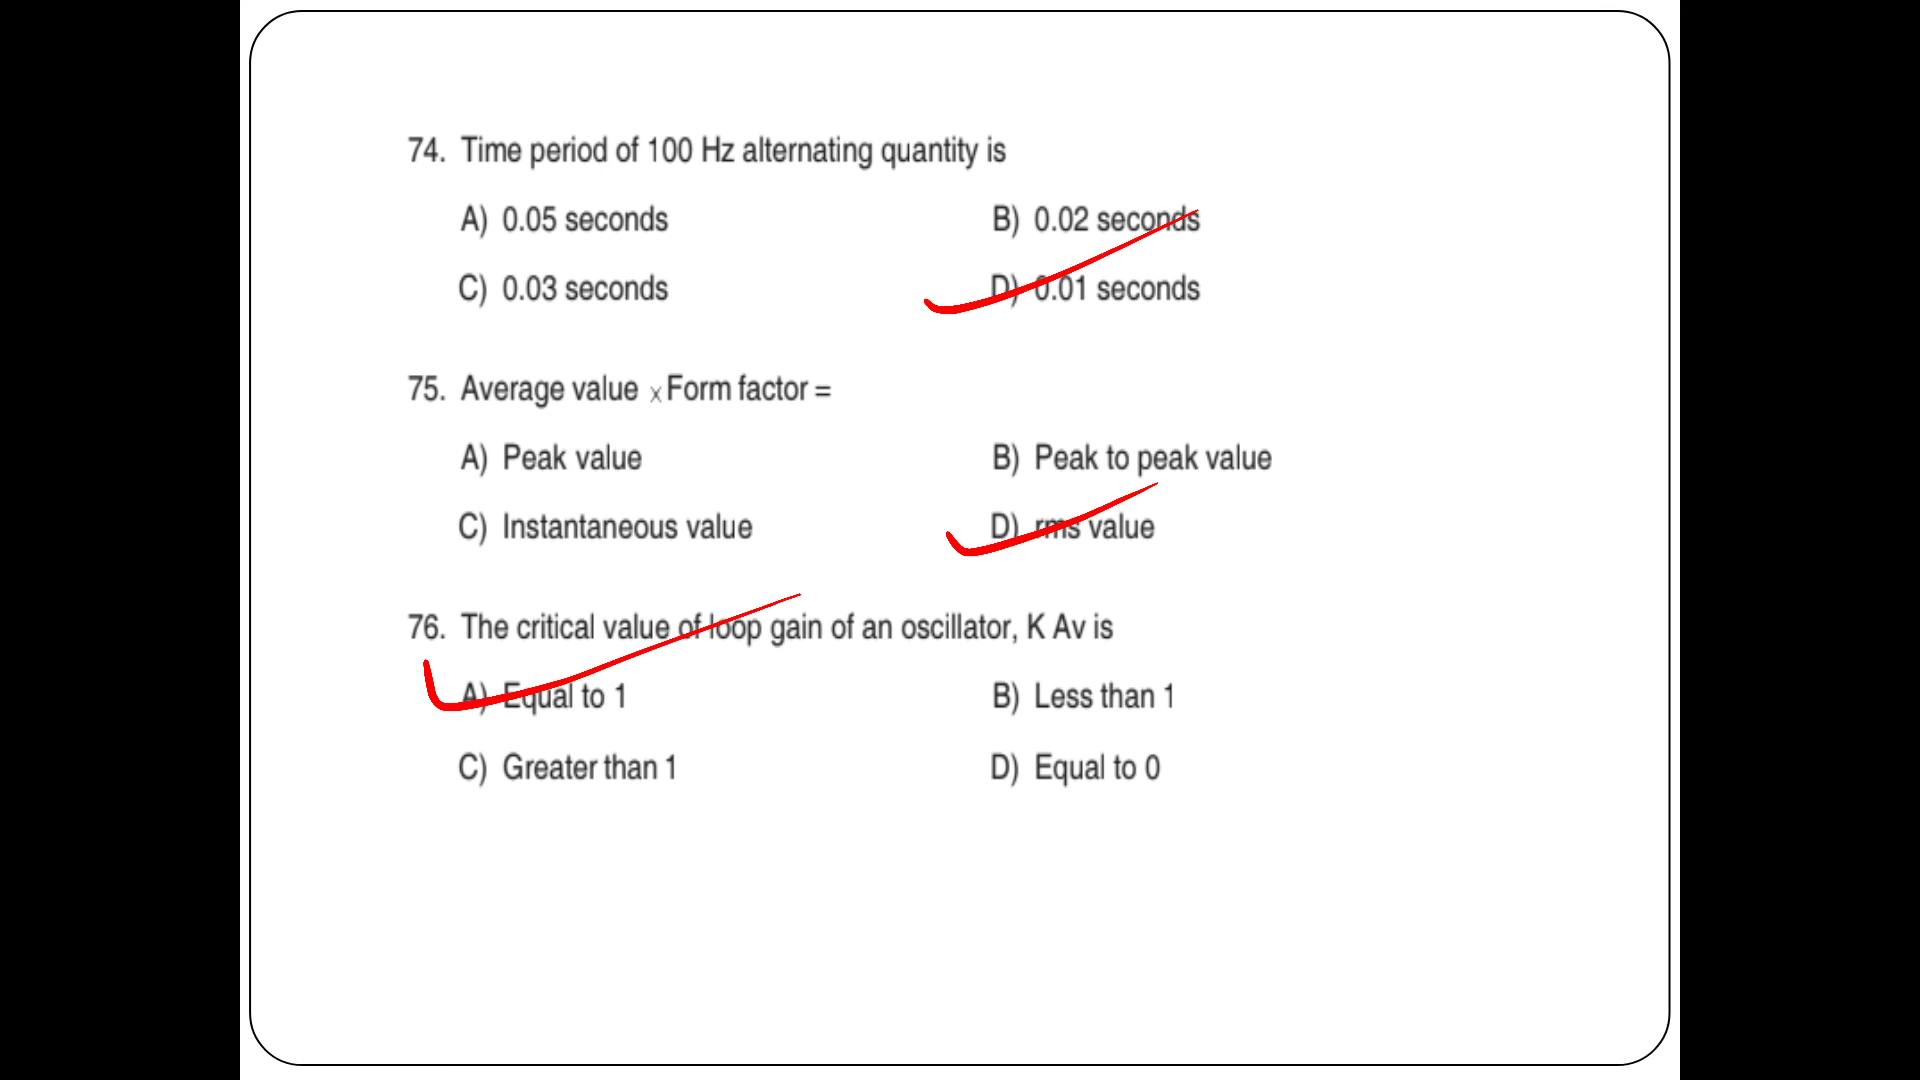 74. Time period of 100 Hz alternating quantity is
A) 0.05 seconds B) 0.02 seconds
C) 0.03 seconds D) 0.01 seconds
75. Average value x Form factor =
A) Peak value B) Peak to peak value
C) Instantaneous value D) rms value
76. The critical value of loop gain of an oscillator, K Av is
A) Equal to 1 B) Less than 1
C) Greater than 1 D) Equal to 0